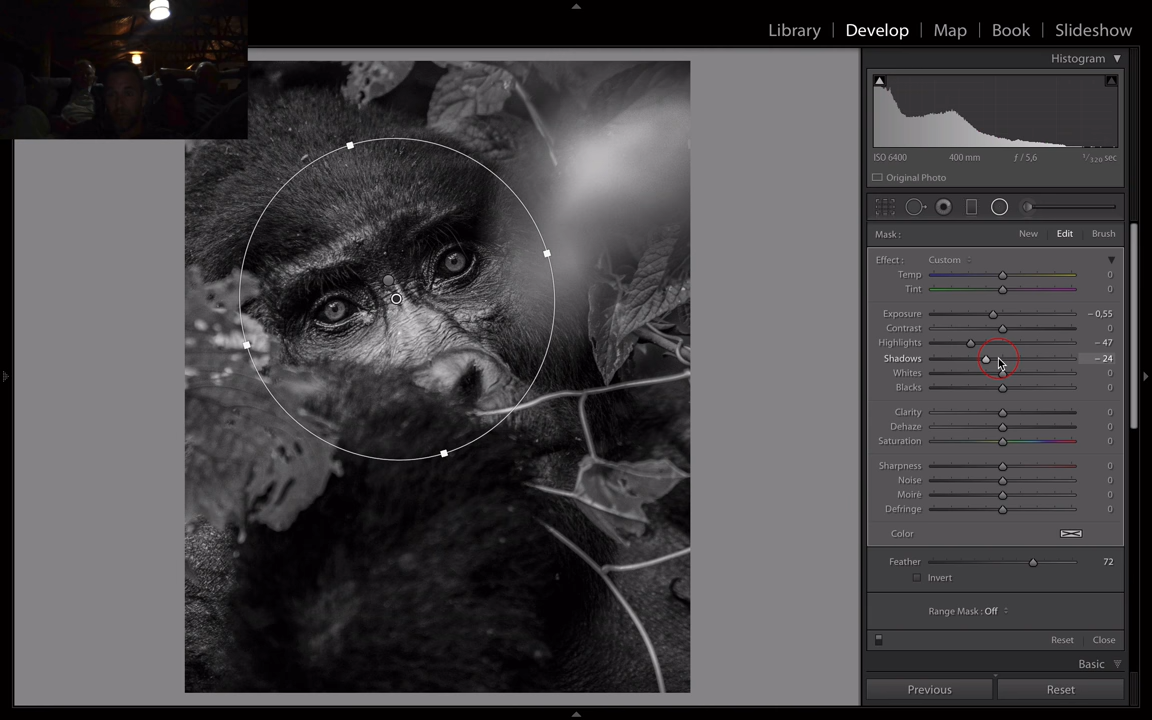 Library | Develop | Map | Book | Slideshow
Histogram
ISO 6400 400 mm ƒ / 5,6 1/320 sec
Original Photo
Mask : New Edit Brush
Effect : Custom
Temp 0
Tint 0
Exposure – 0,55
Contrast 0
Highlights – 47
Shadows – 24
Whites 0
Blacks 0
Clarity 0
Dehaze 0
Saturation 0
Sharpness 0
Noise 0
Moiré 0
Defringe 0
Color
Feather 72
Invert
Range Mask : Off
Reset Close
Basic
Previous Reset